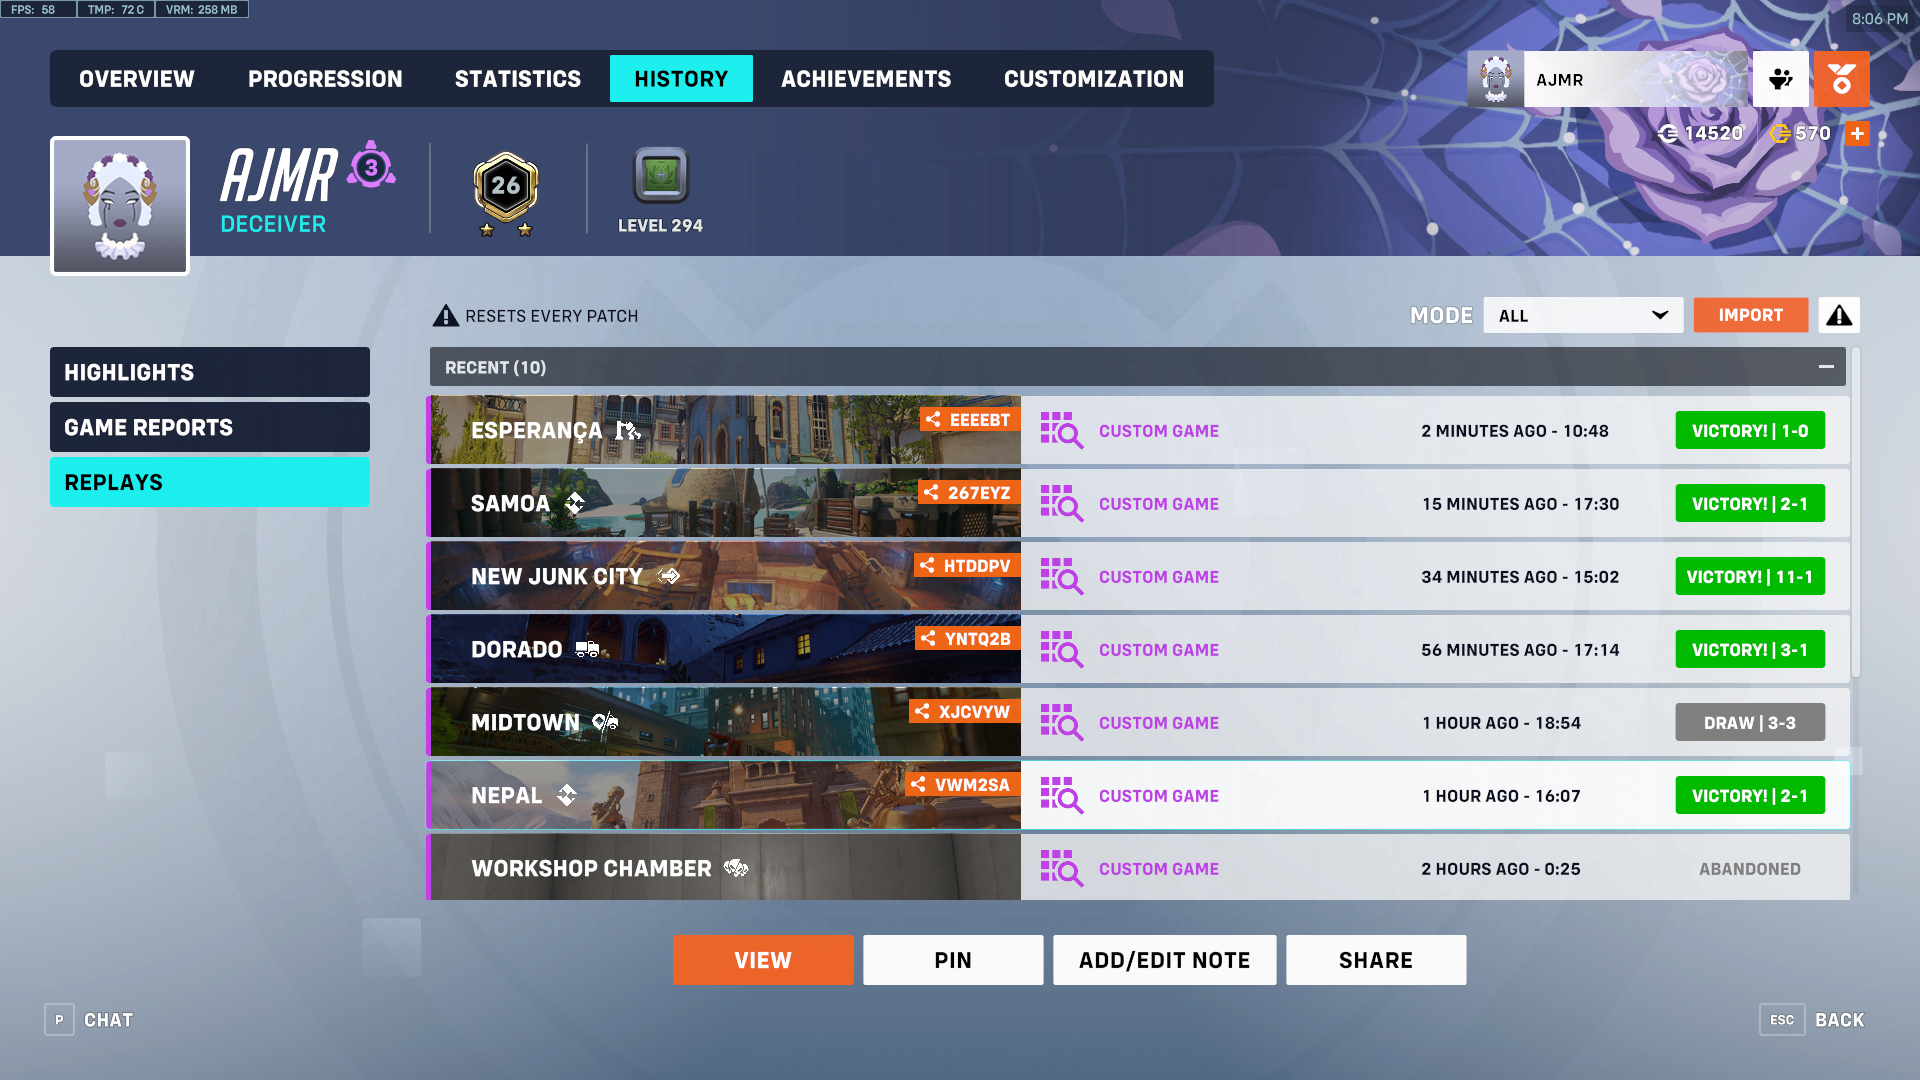 FPS: 58 TMP: 72 C VRM: 258 MB
8:06 PM
OVERVIEW PROGRESSION STATISTICS HISTORY ACHIEVEMENTS CUSTOMIZATION
AJMR
14520 570 +
AJMR 3
DECEIVER
26
LEVEL 294
RESETS EVERY PATCH
MODE ALL IMPORT
HIGHLIGHTS
GAME REPORTS
REPLAYS
RECENT (10)
ESPERANÇA EEEEBT CUSTOM GAME 2 MINUTES AGO - 10:48 VICTORY! | 1-0
SAMOA 267EYZ CUSTOM GAME 15 MINUTES AGO - 17:30 VICTORY! | 2-1
NEW JUNK CITY HTDDPV CUSTOM GAME 34 MINUTES AGO - 15:02 VICTORY! | 11-1
DORADO YNTQ2B CUSTOM GAME 56 MINUTES AGO - 17:14 VICTORY! | 3-1
MIDTOWN XJCVYW CUSTOM GAME 1 HOUR AGO - 18:54 DRAW | 3-3
NEPAL VWM2SA CUSTOM GAME 1 HOUR AGO - 16:07 VICTORY! | 2-1
WORKSHOP CHAMBER CUSTOM GAME 2 HOURS AGO - 0:25 ABANDONED
VIEW PIN ADD/EDIT NOTE SHARE
P CHAT
ESC BACK